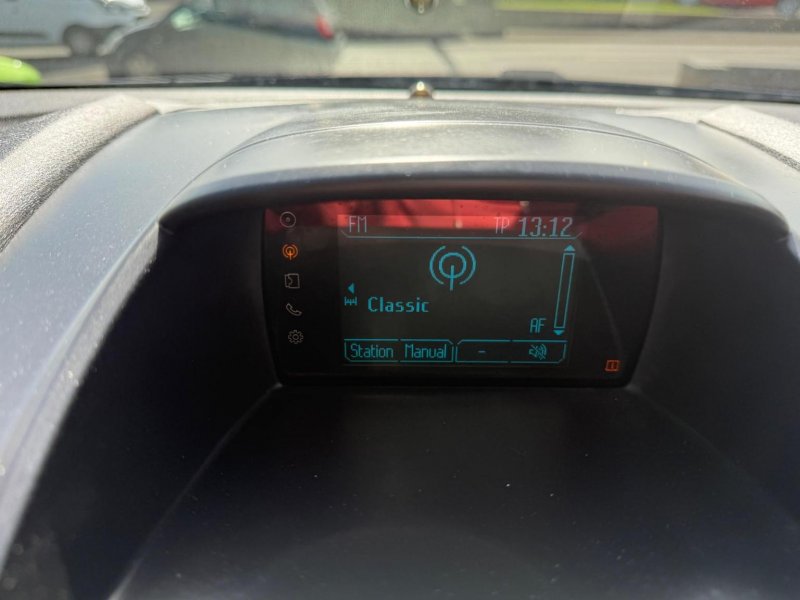 FM TP 13:12
Classic
AF
Station Manual -